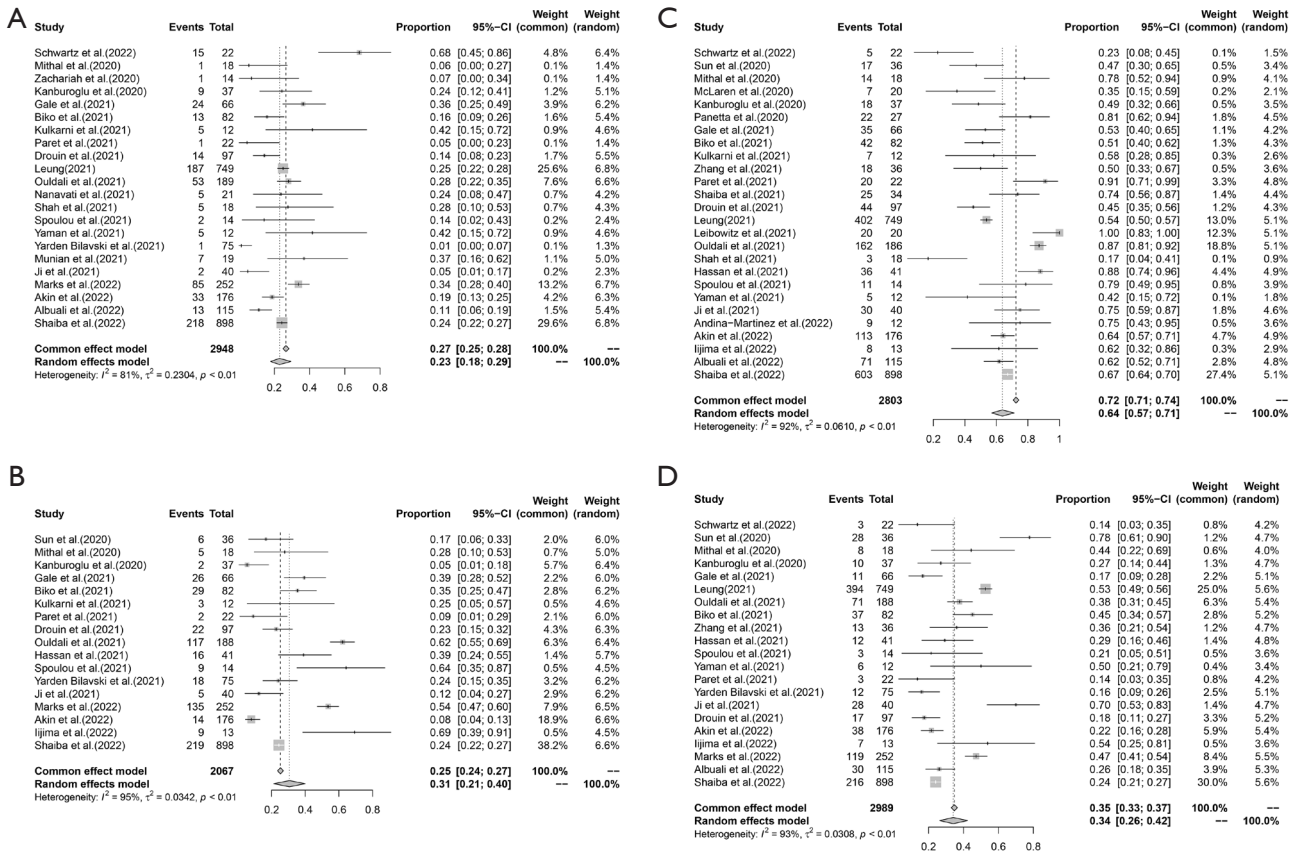 A
Study Events Total Proportion 95%−CI Weight (common) Weight (random)
Schwartz et al.(2022) 15 22 0.68 [0.45; 0.86] 4.8% 6.4%
Mithal et al.(2020) 1 18 0.06 [0.00; 0.27] 0.1% 1.4%
Zachariah et al.(2020) 1 14 0.07 [0.00; 0.34] 0.1% 1.4%
Kanburoglu et al.(2020) 9 37 0.24 [0.12; 0.41] 1.2% 5.1%
Gale et al.(2021) 24 66 0.36 [0.25; 0.49] 3.9% 6.2%
Biko et al.(2021) 13 82 0.16 [0.09; 0.26] 1.6% 5.4%
Kulkarni et al.(2021) 5 12 0.42 [0.15; 0.72] 0.9% 4.6%
Paret et al.(2021) 1 22 0.05 [0.00; 0.23] 0.1% 1.4%
Drouin et al.(2021) 14 97 0.14 [0.08; 0.23] 1.7% 5.5%
Leung(2021) 187 749 0.25 [0.22; 0.28] 25.6% 6.8%
Ouldali et al.(2021) 53 189 0.28 [0.22; 0.35] 7.6% 6.6%
Nanavati et al.(2021) 5 21 0.24 [0.08; 0.47] 0.7% 4.2%
Shah et al.(2021) 5 18 0.28 [0.10; 0.53] 0.7% 4.3%
Spoulou et al.(2021) 2 14 0.14 [0.02; 0.43] 0.2% 2.4%
Yaman et al.(2021) 5 12 0.42 [0.15; 0.72] 0.9% 4.6%
Yarden Bilavski et al.(2021) 1 75 0.01 [0.00; 0.07] 0.1% 1.3%
Munian et al.(2021) 7 19 0.37 [0.16; 0.62] 1.1% 5.0%
Ji et al.(2021) 2 40 0.05 [0.01; 0.17] 0.2% 2.3%
Marks et al.(2022) 85 252 0.34 [0.28; 0.40] 13.2% 6.7%
Akin et al.(2022) 33 176 0.19 [0.13; 0.25] 4.2% 6.3%
Albuali et al.(2022) 13 115 0.11 [0.06; 0.19] 1.5% 5.4%
Shaiba et al.(2022) 218 898 0.24 [0.22; 0.27] 29.6% 6.8%
Common effect model 2948 0.27 [0.25; 0.28] 100.0% −−
Random effects model 0.23 [0.18; 0.29] −− 100.0%
Heterogeneity: I² = 81%, τ² = 0.2304, p < 0.01
0.2 0.4 0.6 0.8
B
Study Events Total Proportion 95%−CI Weight (common) Weight (random)
Sun et al.(2020) 6 36 0.17 [0.06; 0.33] 2.0% 6.0%
Mithal et al.(2020) 5 18 0.28 [0.10; 0.53] 0.7% 5.0%
Kanburoglu et al.(2020) 2 37 0.05 [0.01; 0.18] 5.7% 6.4%
Gale et al.(2021) 26 66 0.39 [0.28; 0.52] 2.2% 6.0%
Biko et al.(2021) 29 82 0.35 [0.25; 0.47] 2.8% 6.2%
Kulkarni et al.(2021) 3 12 0.25 [0.05; 0.57] 0.5% 4.5%
Paret et al.(2021) 2 22 0.09 [0.01; 0.29] 2.1% 6.0%
Drouin et al.(2021) 22 97 0.23 [0.15; 0.32] 4.3% 6.3%
Ouldali et al.(2021) 117 188 0.62 [0.55; 0.69] 6.3% 6.4%
Hassan et al.(2021) 16 41 0.39 [0.24; 0.55] 1.4% 5.7%
Spoulou et al.(2021) 9 14 0.64 [0.35; 0.87] 0.5% 4.5%
Yarden Bilavski et al.(2021) 18 75 0.24 [0.15; 0.35] 3.2% 6.2%
Ji et al.(2021) 5 40 0.12 [0.04; 0.27] 2.9% 6.2%
Marks et al.(2022) 135 252 0.54 [0.47; 0.60] 7.9% 6.5%
Akin et al.(2022) 14 176 0.08 [0.04; 0.13] 18.9% 6.6%
Iijima et al.(2022) 9 13 0.69 [0.39; 0.91] 0.5% 4.5%
Shaiba et al.(2022) 219 898 0.24 [0.22; 0.27] 38.2% 6.6%
Common effect model 2067 0.25 [0.24; 0.27] 100.0% −−
Random effects model 0.31 [0.21; 0.40] −− 100.0%
Heterogeneity: I² = 95%, τ² = 0.0342, p < 0.01
0.2 0.4 0.6 0.8
C
Study Events Total Proportion 95%−CI Weight (common) Weight (random)
Schwartz et al.(2022) 5 22 0.23 [0.08; 0.45] 0.1% 1.5%
Sun et al.(2020) 17 36 0.47 [0.30; 0.65] 0.5% 3.4%
Mithal et al.(2020) 14 18 0.78 [0.52; 0.94] 0.9% 4.1%
McLaren et al.(2020) 7 20 0.35 [0.15; 0.59] 0.2% 2.1%
Kanburoglu et al.(2020) 18 37 0.49 [0.32; 0.66] 0.5% 3.5%
Panetta et al.(2020) 22 27 0.81 [0.62; 0.94] 1.8% 4.5%
Gale et al.(2021) 35 66 0.53 [0.40; 0.65] 1.1% 4.2%
Biko et al.(2021) 42 82 0.51 [0.40; 0.62] 1.3% 4.3%
Kulkarni et al.(2021) 7 12 0.58 [0.28; 0.85] 0.3% 2.6%
Zhang et al.(2021) 18 36 0.50 [0.33; 0.67] 0.5% 3.5%
Paret et al.(2021) 20 22 0.91 [0.71; 0.99] 3.3% 4.8%
Shaiba et al.(2021) 25 34 0.74 [0.56; 0.87] 1.2% 4.3%
Drouin et al.(2021) 44 97 0.45 [0.35; 0.56] 1.2% 4.3%
Leung(2021) 402 749 0.54 [0.50; 0.57] 13.0% 5.1%
Leibowitz et al.(2021) 20 20 1.00 [0.83; 1.00] 12.3% 5.1%
Ouldali et al.(2021) 162 186 0.87 [0.81; 0.92] 18.8% 5.1%
Shah et al.(2021) 3 18 0.17 [0.04; 0.41] 0.1% 0.9%
Hassan et al.(2021) 36 41 0.88 [0.74; 0.96] 4.4% 4.9%
Spoulou et al.(2021) 11 14 0.79 [0.49; 0.95] 0.8% 3.9%
Yaman et al.(2021) 5 12 0.42 [0.15; 0.72] 0.1% 1.8%
Ji et al.(2021) 30 40 0.75 [0.59; 0.87] 1.5% 4.4%
Andina−Martinez et al.(2022) 9 12 0.75 [0.43; 0.95] 0.5% 3.4%
Akin et al.(2022) 113 176 0.64 [0.57; 0.71] 4.7% 4.9%
Iijima et al.(2022) 8 13 0.62 [0.32; 0.86] 0.3% 2.9%
Albuali et al.(2022) 71 115 0.62 [0.52; 0.71] 2.8% 4.7%
Shaiba et al.(2022) 603 898 0.67 [0.64; 0.70] 27.4% 5.1%
Common effect model 2803 0.72 [0.71; 0.74] 100.0% −−
Random effects model 0.64 [0.57; 0.71] −− 100.0%
Heterogeneity: I² = 92%, τ² = 0.0610, p < 0.01
0.2 0.4 0.6 0.8 1
D
Study Events Total Proportion 95%−CI Weight (common) Weight (random)
Schwartz et al.(2022) 3 22 0.14 [0.03; 0.35] 0.8% 4.2%
Sun et al.(2020) 28 36 0.78 [0.61; 0.90] 1.2% 4.7%
Mithal et al.(2020) 8 18 0.44 [0.22; 0.69] 0.6% 4.0%
Kanburoglu et al.(2020) 10 37 0.27 [0.14; 0.44] 1.1% 4.6%
Gale et al.(2021) 11 66 0.17 [0.09; 0.28] 2.2% 5.1%
Leung(2021) 394 749 0.53 [0.49; 0.56] 25.0% 5.6%
Ouldali et al.(2021) 71 188 0.38 [0.31; 0.45] 6.3% 5.4%
Biko et al.(2021) 37 82 0.45 [0.34; 0.57] 2.2% 5.1%
Zhang et al.(2021) 13 36 0.36 [0.21; 0.54] 1.2% 4.7%
Hassan et al.(2021) 12 41 0.29 [0.16; 0.46] 1.4% 4.8%
Spoulou et al.(2021) 3 14 0.21 [0.05; 0.51] 0.5% 3.8%
Yaman et al.(2021) 6 12 0.50 [0.21; 0.79] 0.4% 3.4%
Paret et al.(2021) 3 22 0.14 [0.03; 0.35] 0.8% 4.2%
Yarden Bilavski et al.(2021) 12 75 0.16 [0.09; 0.26] 2.5% 5.1%
Ji et al.(2021) 28 40 0.70 [0.53; 0.83] 1.4% 4.7%
Drouin et al.(2021) 17 97 0.18 [0.11; 0.27] 3.3% 5.2%
Akin et al.(2022) 38 176 0.22 [0.16; 0.28] 5.9% 5.4%
Iijima et al.(2022) 7 13 0.54 [0.25; 0.81] 0.4% 3.5%
Marks et al.(2022) 119 252 0.47 [0.41; 0.54] 8.4% 5.5%
Albuali et al.(2022) 30 115 0.26 [0.18; 0.35] 3.9% 5.3%
Shaiba et al.(2022) 216 898 0.24 [0.21; 0.27] 30.0% 5.6%
Common effect model 2989 0.35 [0.33; 0.37] 100.0% −−
Random effects model 0.34 [0.26; 0.42] −− 100.0%
Heterogeneity: I² = 93%, τ² = 0.0308, p < 0.01
0.2 0.4 0.6 0.8